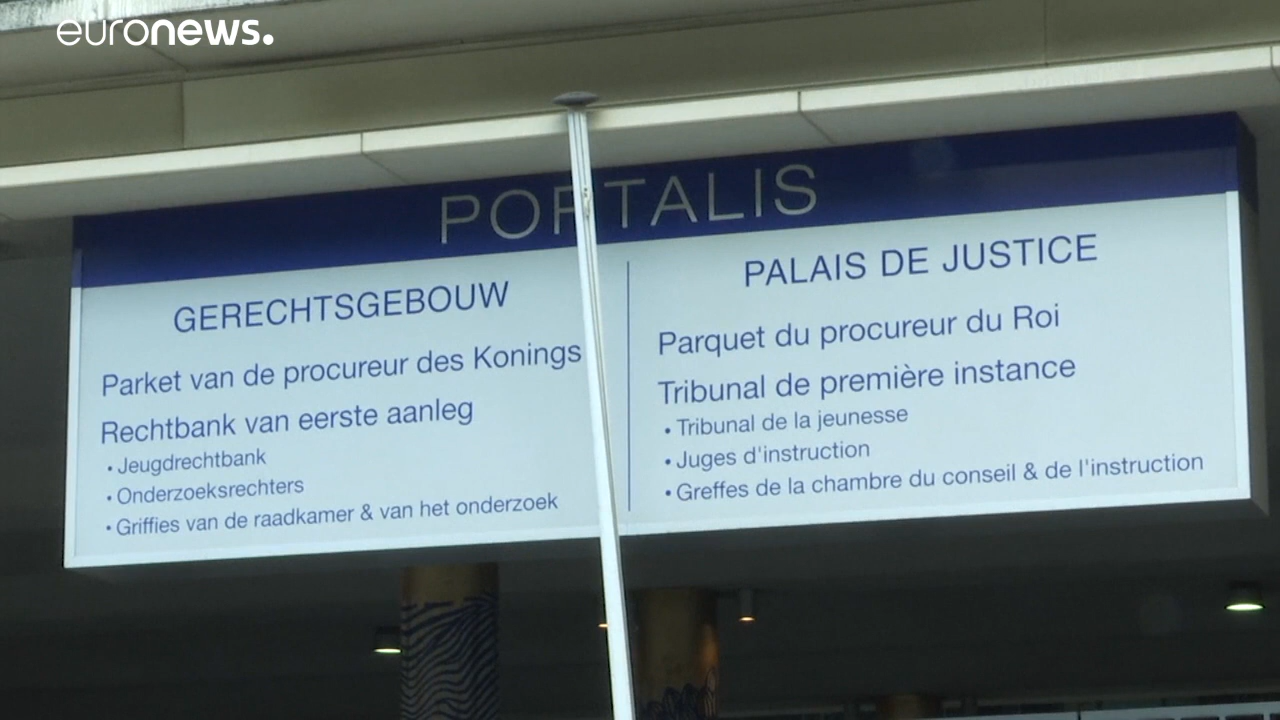 euronews.
PORTALIS
GERECHTSGEBOUW
Parket van de procureur des Konings
Rechtbank van eerste aanleg
• Jeugdrechtbank
• Onderzoeksrechters
• Griffies van de raadkamer & van het onderzoek
PALAIS DE JUSTICE
Parquet du procureur du Roi
Tribunal de première instance
• Tribunal de la jeunesse
• Juges d'instruction
• Greffes de la chambre du conseil & de l'instruction